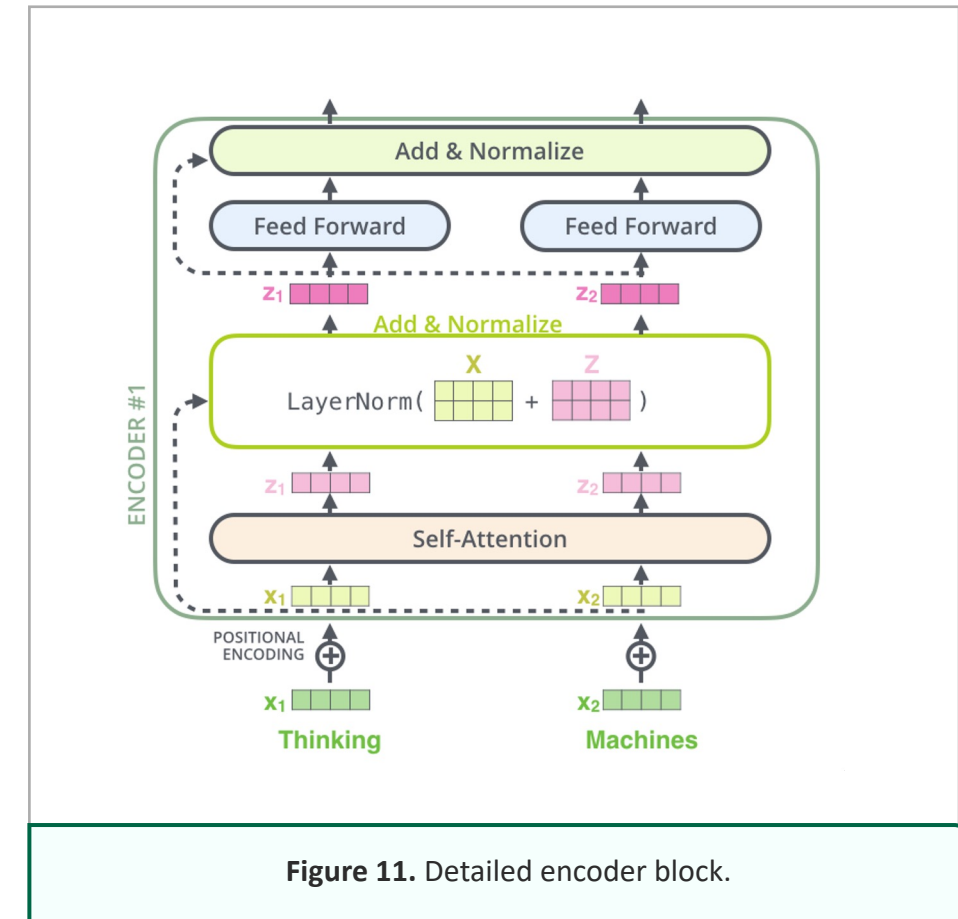 Add & Normalize
Feed Forward Feed Forward
z₁ z₂
Add & Normalize
X Z
LayerNorm( + )
ENCODER #1
z₁ z₂
Self-Attention
x₁ x₂
POSITIONAL
ENCODING
x₁ x₂
Thinking Machines
Figure 11. Detailed encoder block.